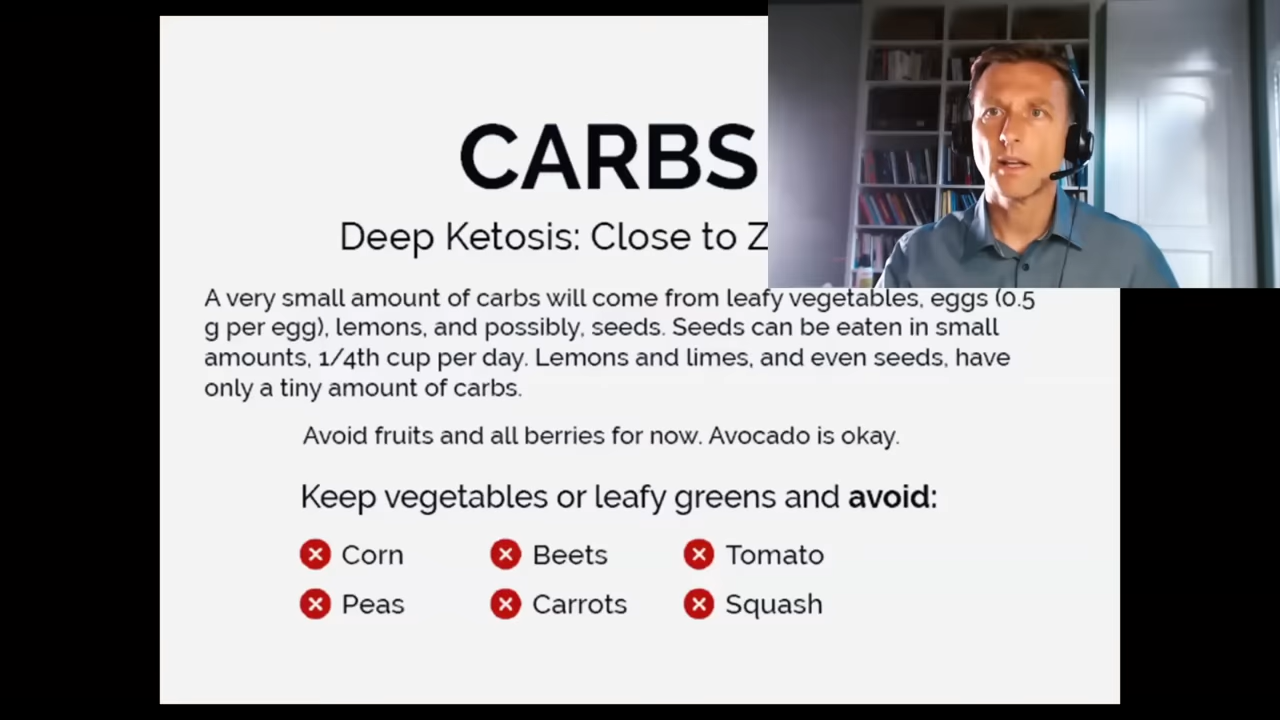 CARBS
Deep Ketosis: Close to
A very small amount of carbs will come from leafy vegetables, eggs (0.5
g per egg), lemons, and possibly, seeds. Seeds can be eaten in small
amounts, 1/4th cup per day. Lemons and limes, and even seeds, have
only a tiny amount of carbs.
Avoid fruits and all berries for now. Avocado is okay.
Keep vegetables or leafy greens and avoid:
Corn Beets Tomato
Peas Carrots Squash